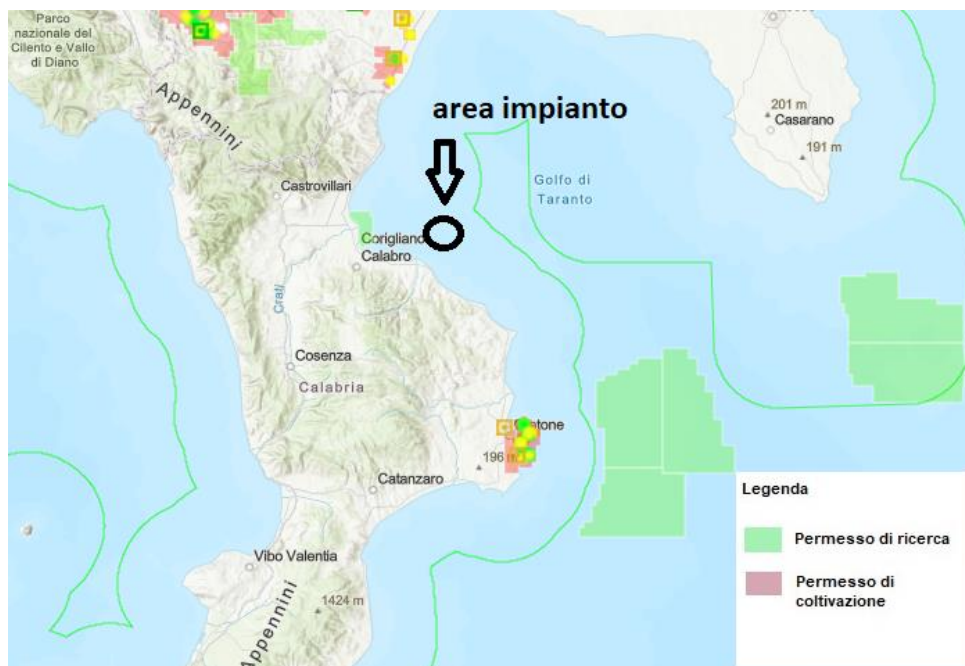 Parco
nazionale del
Cilento e Vallo
di Diano
Appennini
area impianto
201 m
Casarano
191 m
Castrovillari
Golfo di
Taranto
Corigliano
Calabro
Crati
Cosenza
Calabria
196 m
Catanzaro
Legenda
Permesso di ricerca
Vibo Valentia
Permesso di
coltivazione
1424 m
Appennini